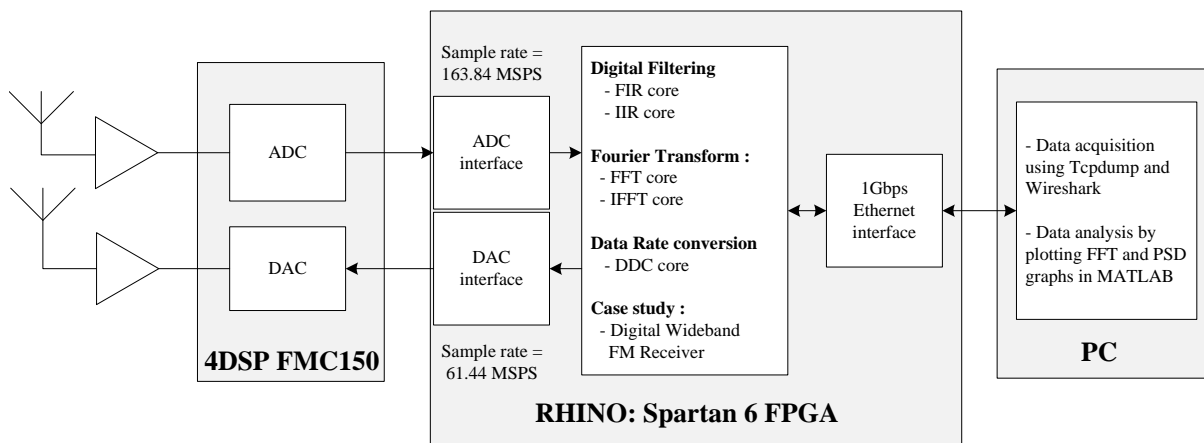 Sample rate =
163.84 MSPS
ADC
ADC
interface
DAC
DAC
interface
Sample rate =
61.44 MSPS
4DSP FMC150
Digital Filtering
- FIR core
- IIR core
Fourier Transform :
- FFT core
- IFFT core
Data Rate conversion
- DDC core
Case study :
- Digital Wideband
FM Receiver
1Gbps
Ethernet
interface
RHINO: Spartan 6 FPGA
- Data acquisition
using Tcpdump and
Wireshark
- Data analysis by
plotting FFT and PSD
graphs in MATLAB
PC